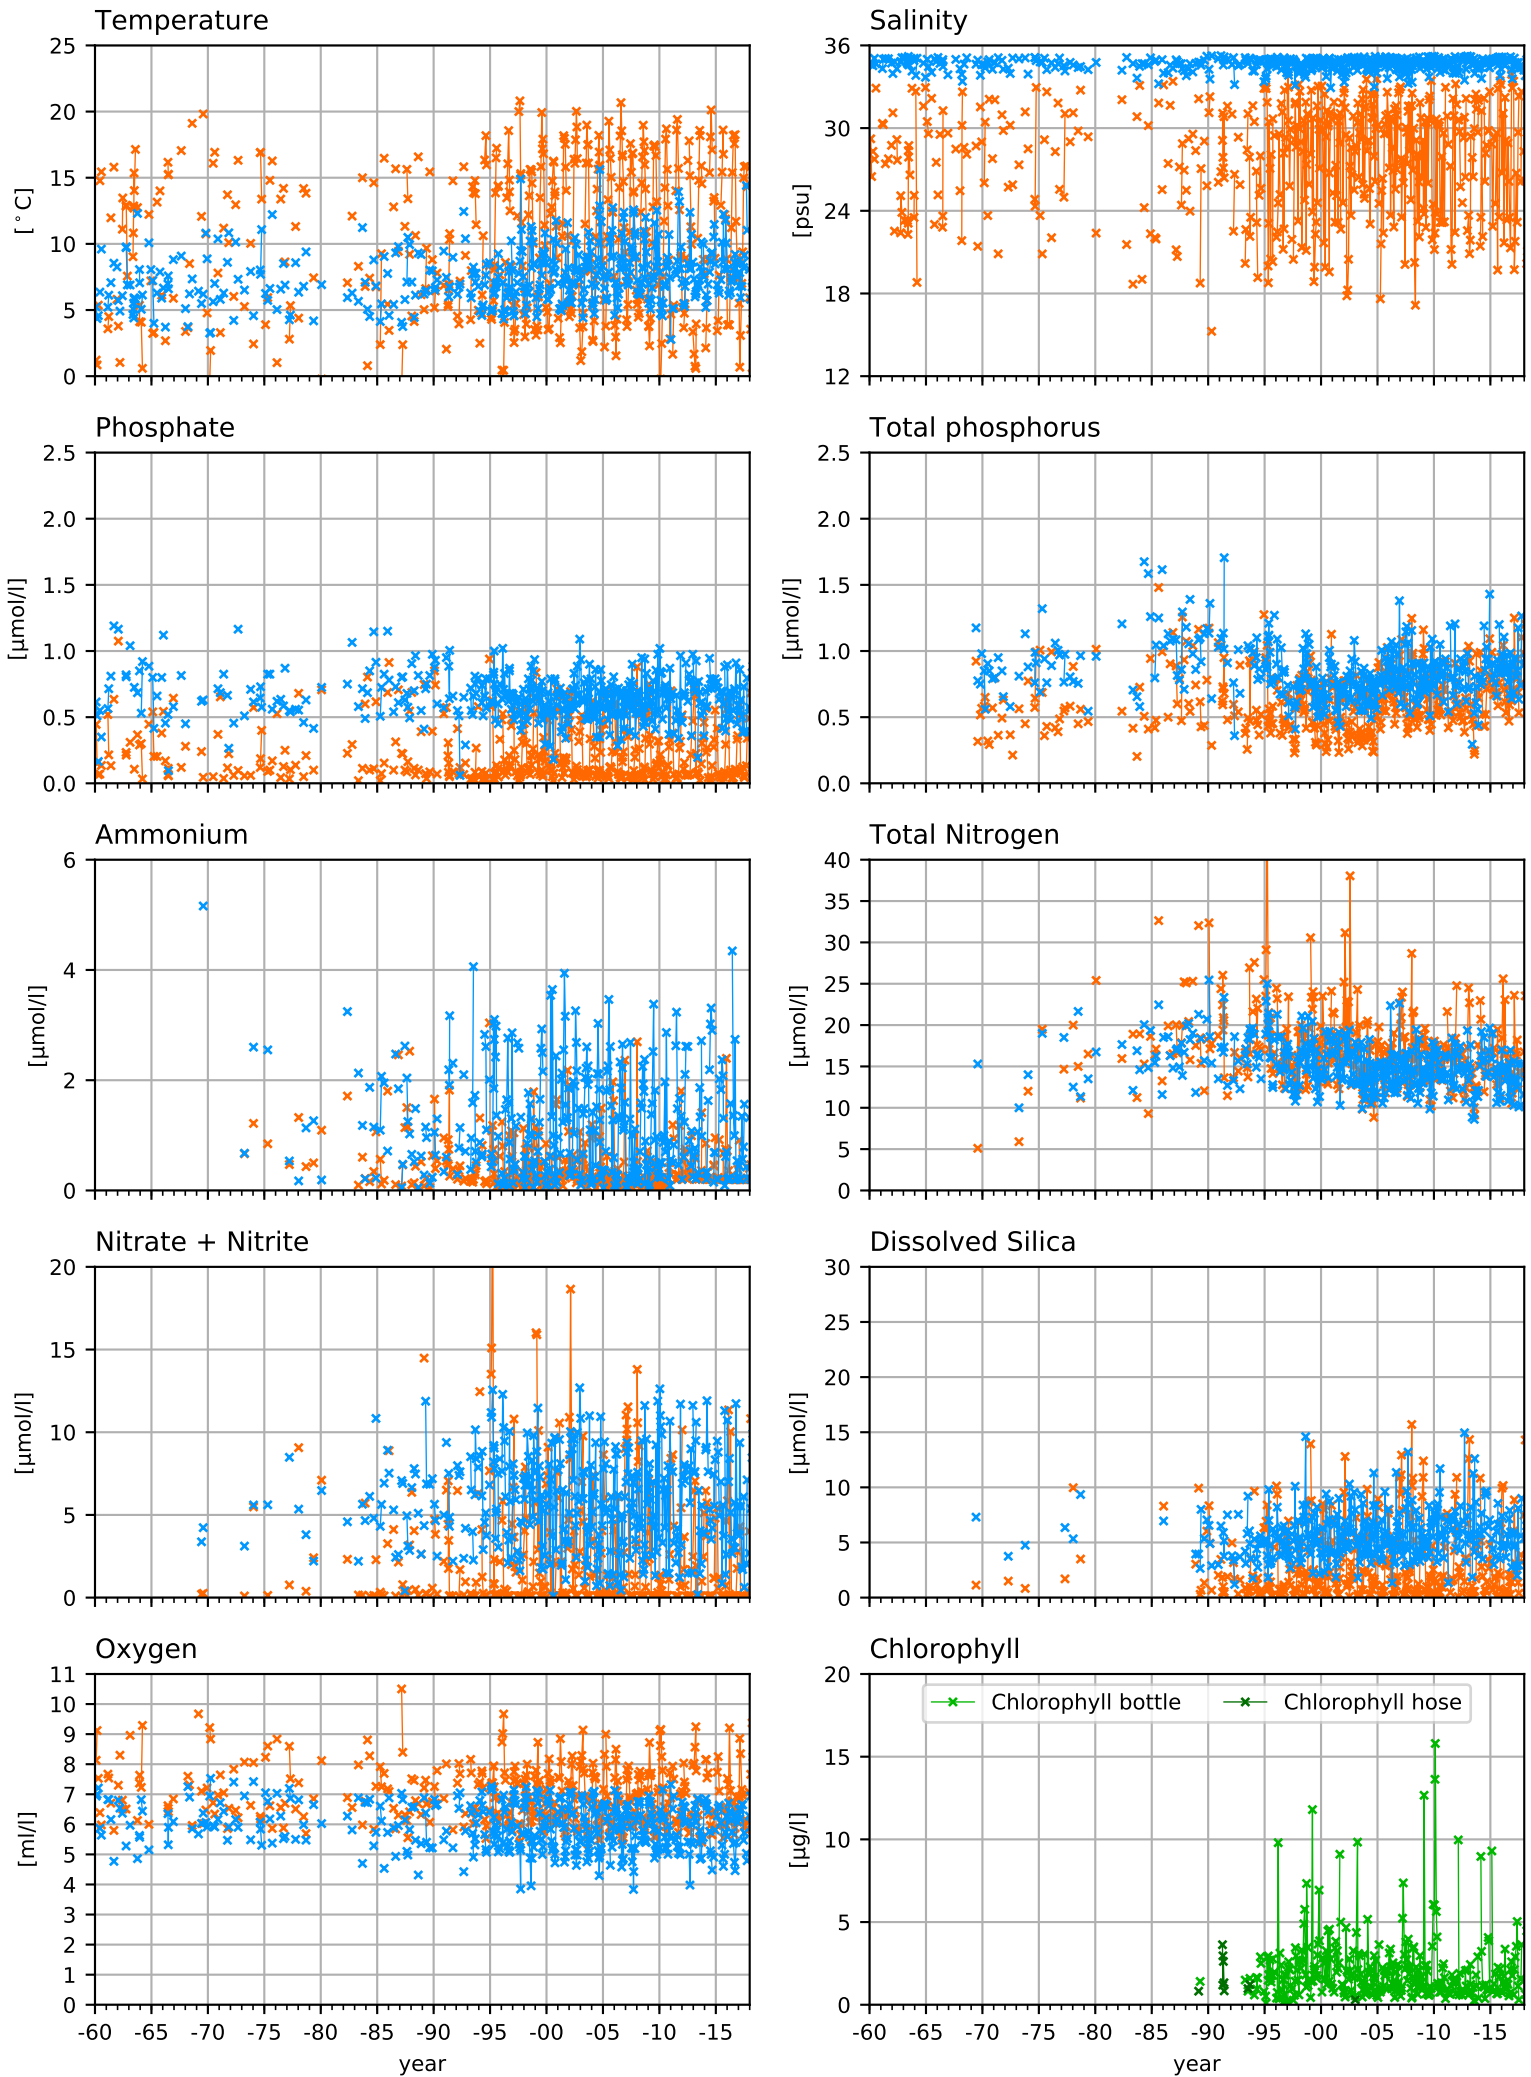 Temperature
25
20
15
10
5
0
[°C]
Salinity
36
30
24
18
12
[psu]
Phosphate
2.5
2.0
1.5
1.0
0.5
0.0
[µmol/l]
Total phosphorus
2.5
2.0
1.5
1.0
0.5
0.0
[µmol/l]
Ammonium
6
4
2
0
[µmol/l]
Total Nitrogen
40
35
30
25
20
15
10
5
0
[µmol/l]
Nitrate + Nitrite
20
15
10
5
0
[µmol/l]
Dissolved Silica
30
25
20
15
10
5
0
[µmol/l]
Oxygen
11
10
9
8
7
6
5
4
3
2
1
0
[ml/l]
-60 -65 -70 -75 -80 -85 -90 -95 -00 -05 -10 -15
year
Chlorophyll
Chlorophyll bottle Chlorophyll hose
20
15
10
5
0
[µg/l]
-60 -65 -70 -75 -80 -85 -90 -95 -00 -05 -10 -15
year